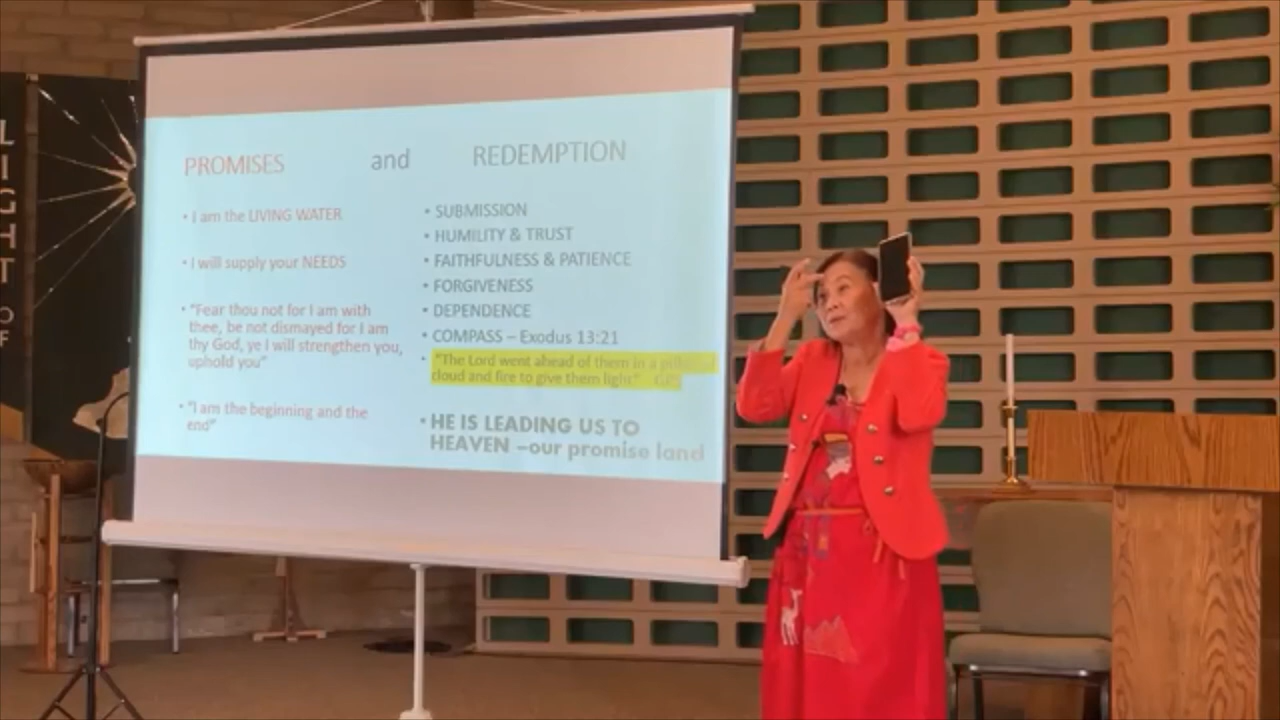 L
I
G
H
T
O
F
PROMISES and REDEMPTION
• I am the LIVING WATER
• I will supply your NEEDS
• "Fear thou not for I am with
thee, be not dismayed for I am
thy God, ye I will strengthen you,
uphold you"
• "I am the beginning and the
end"
• SUBMISSION
• HUMILITY & TRUST
• FAITHFULNESS & PATIENCE
• FORGIVENESS
• DEPENDENCE
• COMPASS – Exodus 13:21
• "The Lord went ahead of them in a
cloud and fire to give them light" GPS
• HE IS LEADING US TO
HEAVEN –our promise land